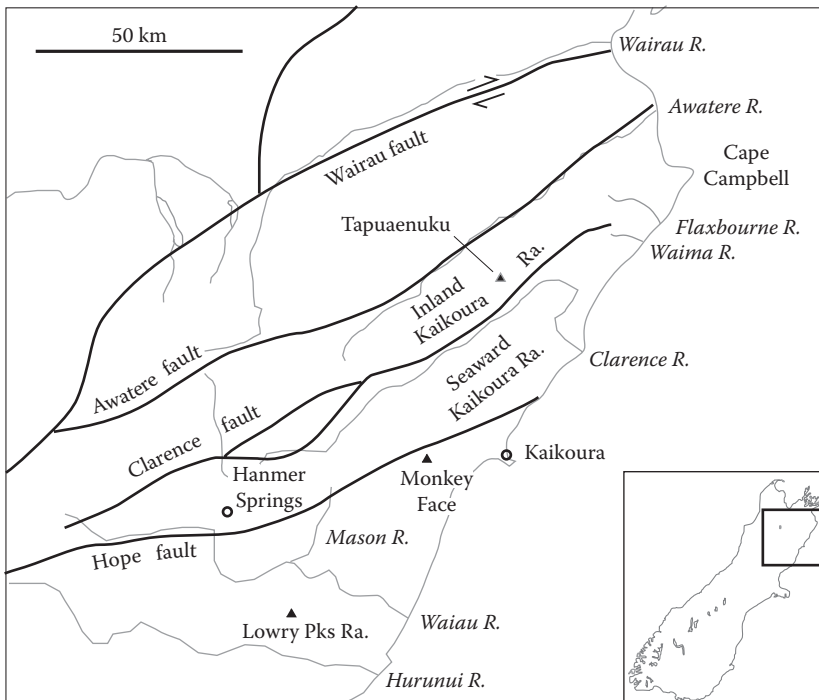 50 km
Wairau R.
Awatere R.
Wairau fault
Cape
Campbell
Tapuaenuku
Flaxbourne R.
Waima R.
Inland
Kaikoura
Ra.
Clarence R.
Awatere fault
Seaward
Kaikoura Ra.
Clarence fault
Kaikoura
Hanmer
Springs
Monkey
Face
Mason R.
Hope fault
Waiau R.
Lowry Pks Ra.
Hurunui R.